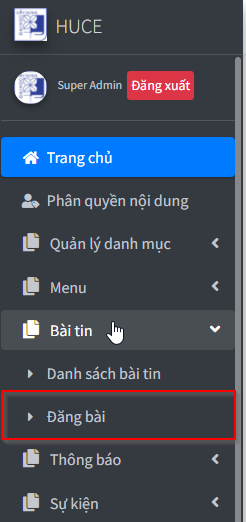 HUCE
Super Admin Đăng xuất
Trang chủ
Phân quyền nội dung
Quản lý danh mục
Menu
Bài tin
Danh sách bài tin
Đăng bài
Thông báo
Sự kiện